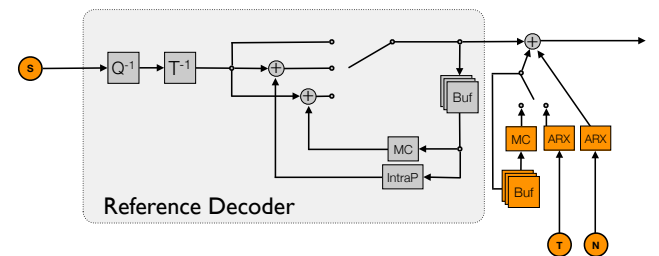 S
Q-1
T-1
Buf
MC
IntraP
Reference Decoder
MC
ARX
ARX
Buf
T
N